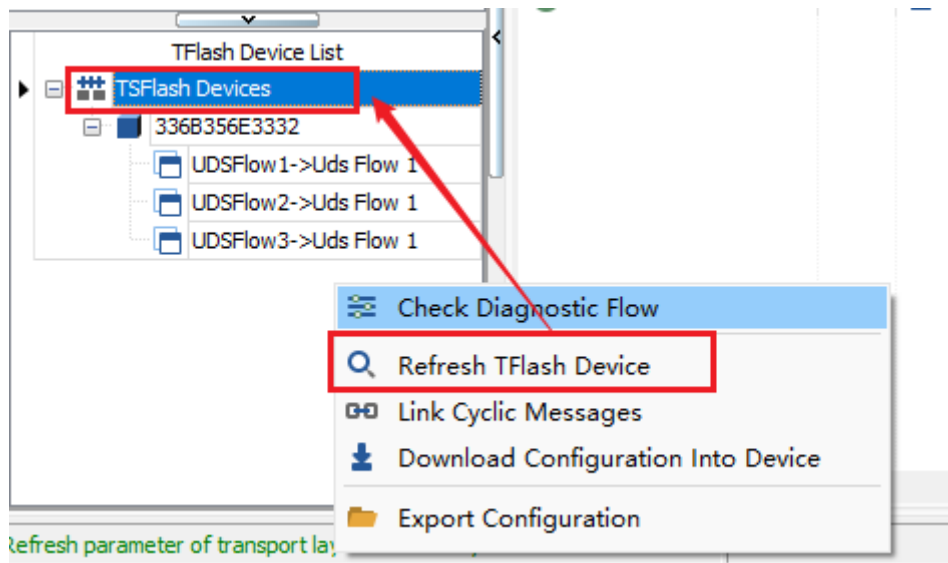 TFlash Device List
TSFlash Devices
336B356E3332
UDSFlow1->Uds Flow 1
UDSFlow2->Uds Flow 1
UDSFlow3->Uds Flow 1
Check Diagnostic Flow
Refresh TFlash Device
Link Cyclic Messages
Download Configuration Into Device
Export Configuration
Refresh parameter of transport